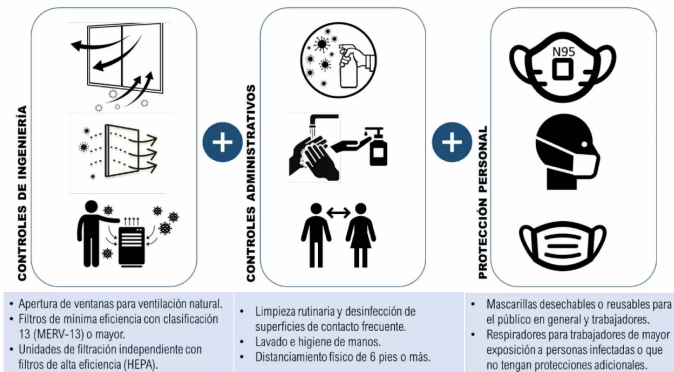 CONTROLES DE INGENIERÍA
CONTROLES ADMINISTRATIVOS
PROTECCIÓN PERSONAL
N95
• Apertura de ventanas para ventilación natural.
• Filtros de mínima eficiencia con clasificación
13 (MERV-13) o mayor.
• Unidades de filtración independiente con
filtros de alta eficiencia (HEPA).
• Limpieza rutinaria y desinfección de
superficies de contacto frecuente.
• Lavado e higiene de manos.
• Distanciamiento físico de 6 pies o más.
• Mascarillas desechables o reusables para
el público en general y trabajadores.
• Respiradores para trabajadores de mayor
exposición a personas infectadas o que
no tengan protecciones adicionales.